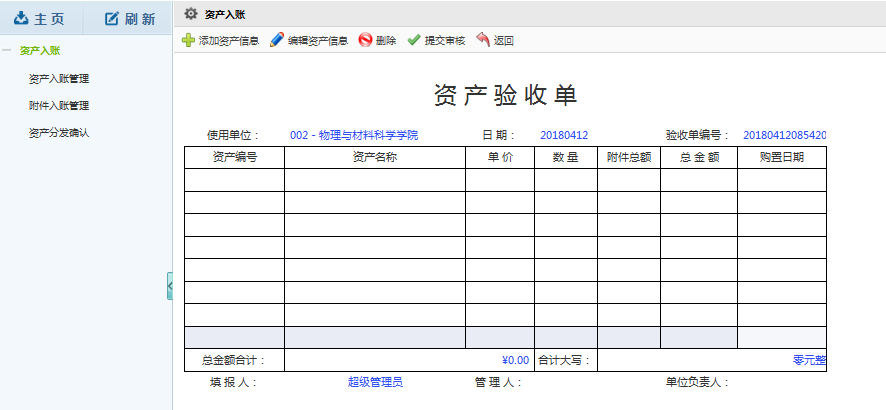 主 页 刷 新
资产入账
资产入账管理
附件入账管理
资产分发确认
资产入账
添加资产信息 编辑资产信息 删除 提交审核 返回
资 产 验 收 单
使用单位： 002 - 物理与材料科学学院 日 期： 20180412 验收单编号： 20180412085420
资产编号 资产名称 单 价 数 量 附件总额 总 金 额 购置日期
总金额合计： ¥0.00 合计大写： 零元整
填 报 人： 超级管理员 管 理 人： 单位负责人：